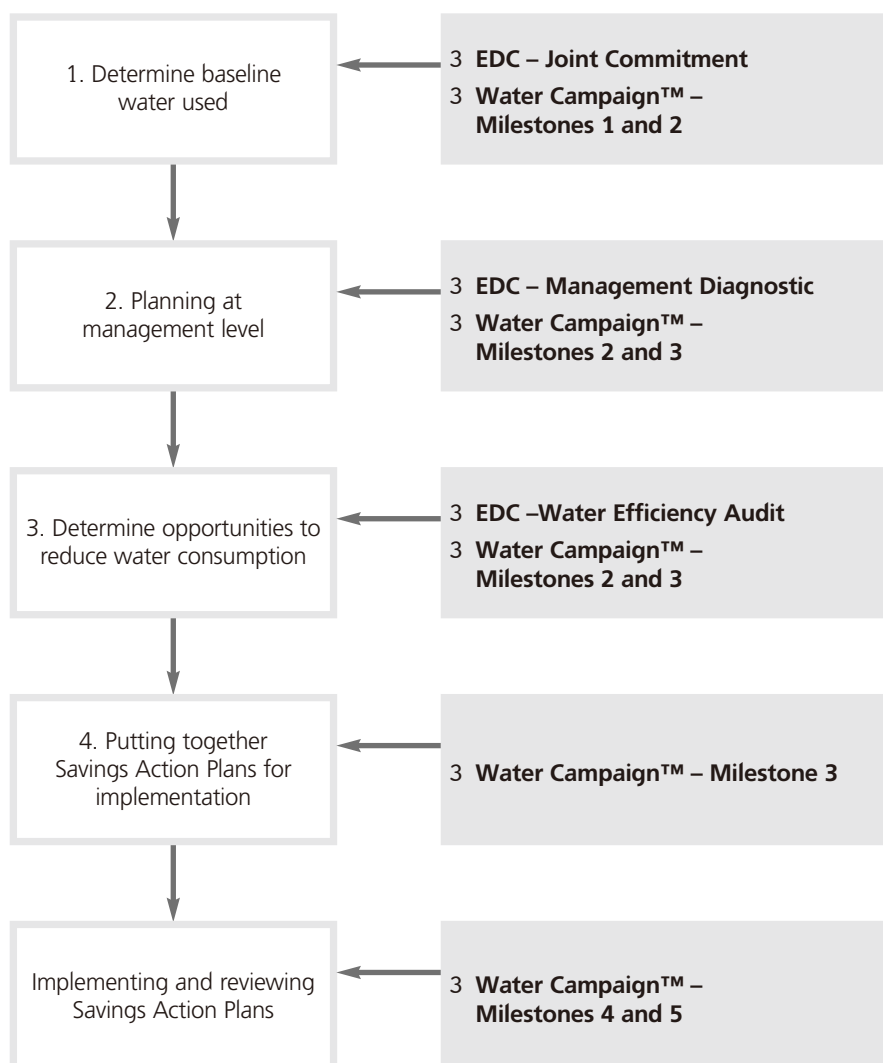 1. Determine baseline
water used
3 EDC – Joint Commitment
3 Water Campaign™ –
Milestones 1 and 2
2. Planning at
management level
3 EDC – Management Diagnostic
3 Water Campaign™ –
Milestones 2 and 3
3. Determine opportunities to
reduce water consumption
3 EDC –Water Efficiency Audit
3 Water Campaign™ –
Milestones 2 and 3
4. Putting together
Savings Action Plans for
implementation
3 Water Campaign™ – Milestone 3
Implementing and reviewing
Savings Action Plans
3 Water Campaign™ –
Milestones 4 and 5